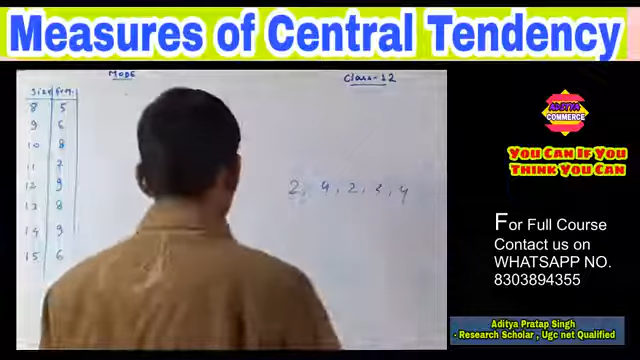 Measures of Central Tendency
MODE
Class-12
Size Fre.
8 5
9 6
10 8
11 7
12 9
13 8
14 9
15 6
2, 4, 2, 3, 4
ADITYA
COMMERCE
YOU CAN IF YOU
THINK YOU CAN
For Full Course
Contact us on
WHATSAPP NO.
8303894355
Aditya Pratap Singh
- Research Scholar , Ugc net Qualified